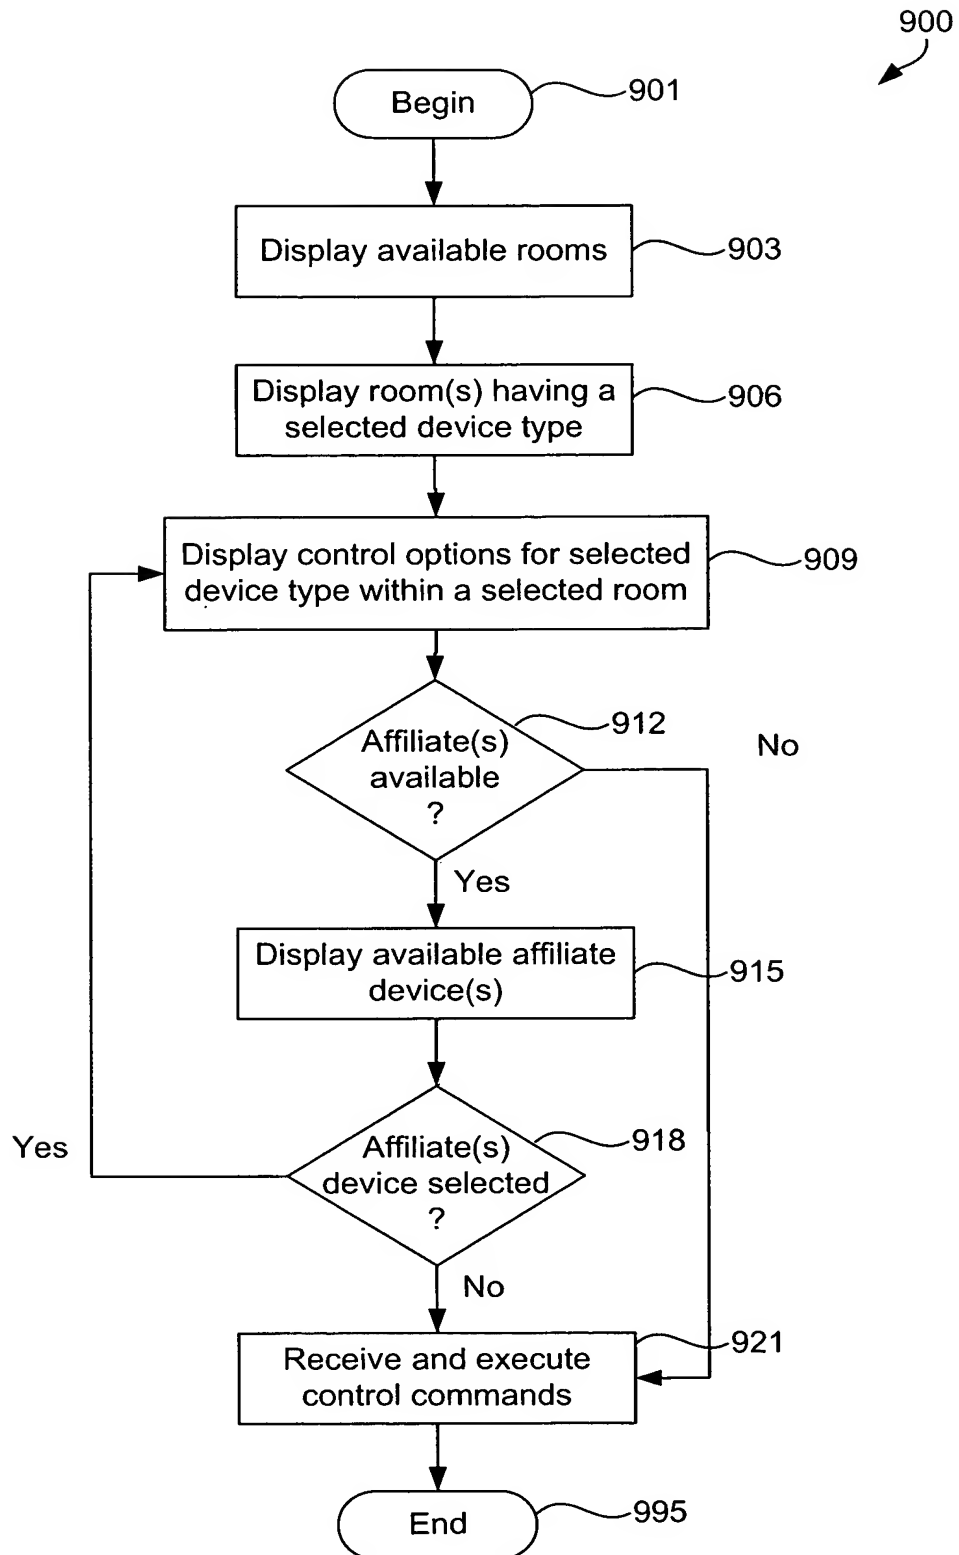 900
Begin
901
Display available rooms
903
Display room(s) having a
selected device type
906
Display control options for selected
device type within a selected room
909
Affiliate(s)
available
?
912
No
Yes
Display available affiliate
device(s)
915
Affiliate(s)
device selected
?
918
Yes
No
Receive and execute
control commands
921
End
995